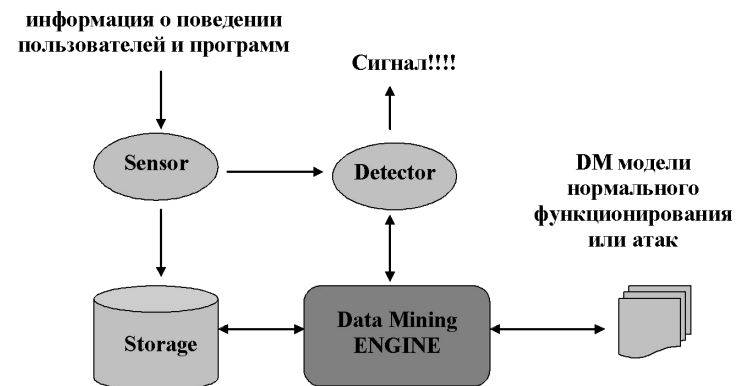 информация о поведении
пользователей и программ
Сигнал!!!!
Sensor
Detector
DM модели
нормального
функционирования
или атак
Storage
Data Mining
ENGINE